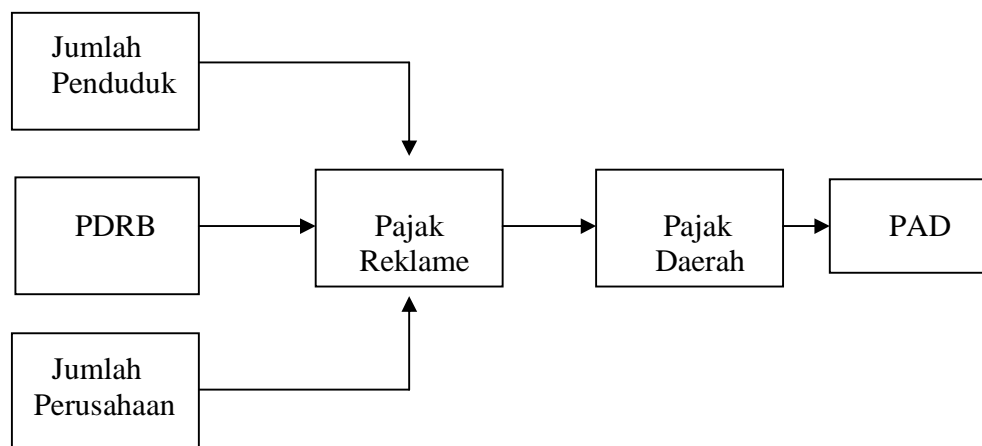 Jumlah
Penduduk
PDRB
Pajak
Reklame
Pajak
Daerah
PAD
Jumlah
Perusahaan